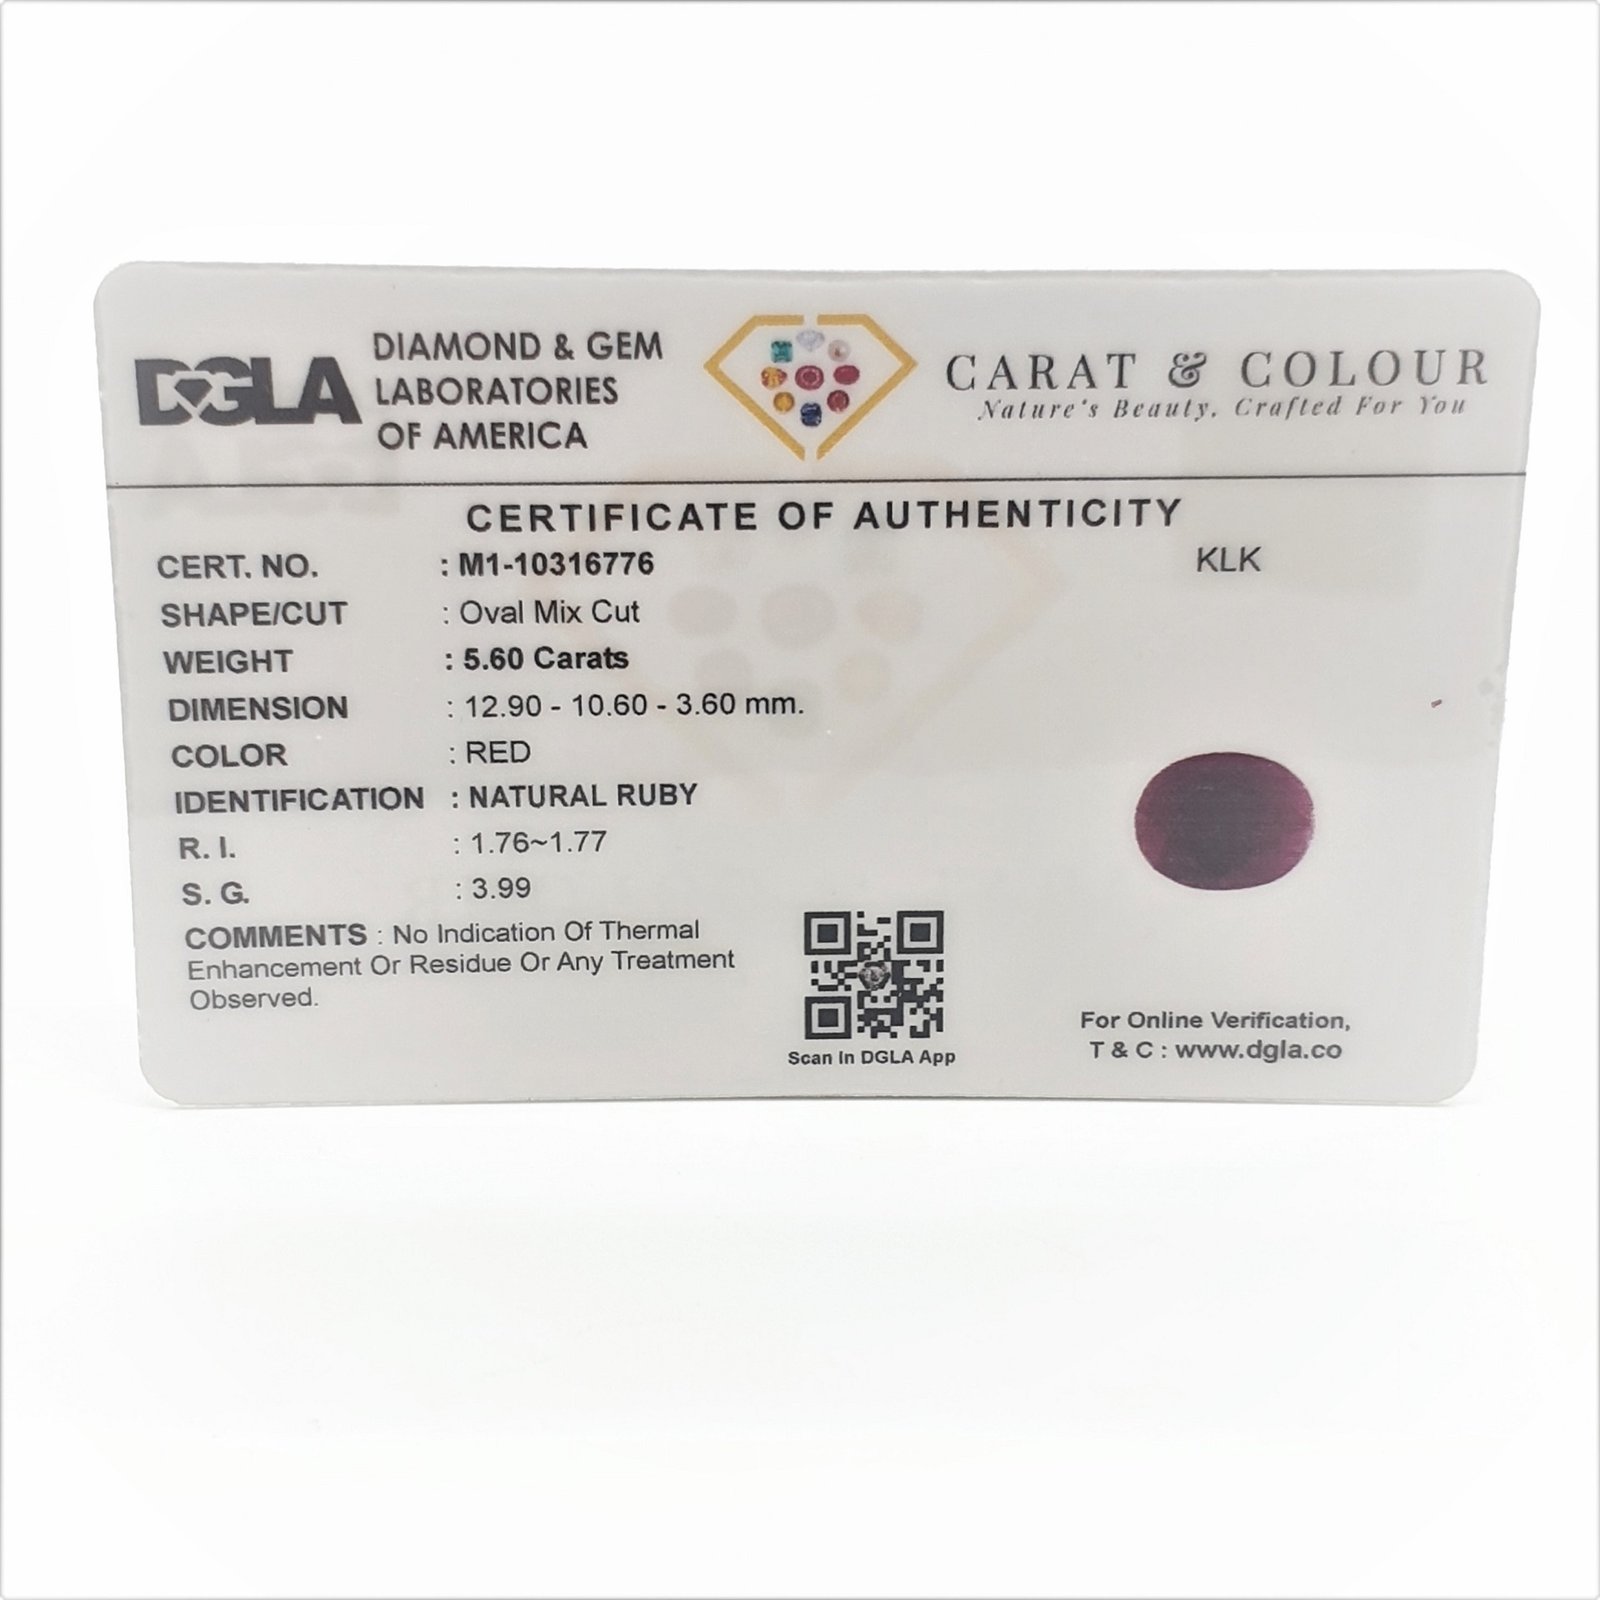 DGLA
DIAMOND & GEM
LABORATORIES
OF AMERICA
CARAT & COLOUR
Nature's Beauty, Crafted For You
CERTIFICATE OF AUTHENTICITY
CERT. NO. : M1-10316776
KLK
SHAPE/CUT : Oval Mix Cut
WEIGHT : 5.60 Carats
DIMENSION : 12.90 - 10.60 - 3.60 mm.
COLOR : RED
IDENTIFICATION : NATURAL RUBY
R. I. : 1.76~1.77
S. G. : 3.99
COMMENTS : No Indication Of Thermal
Enhancement Or Residue Or Any Treatment
Observed.
Scan In DGLA App
For Online Verification,
T & C : www.dgla.co